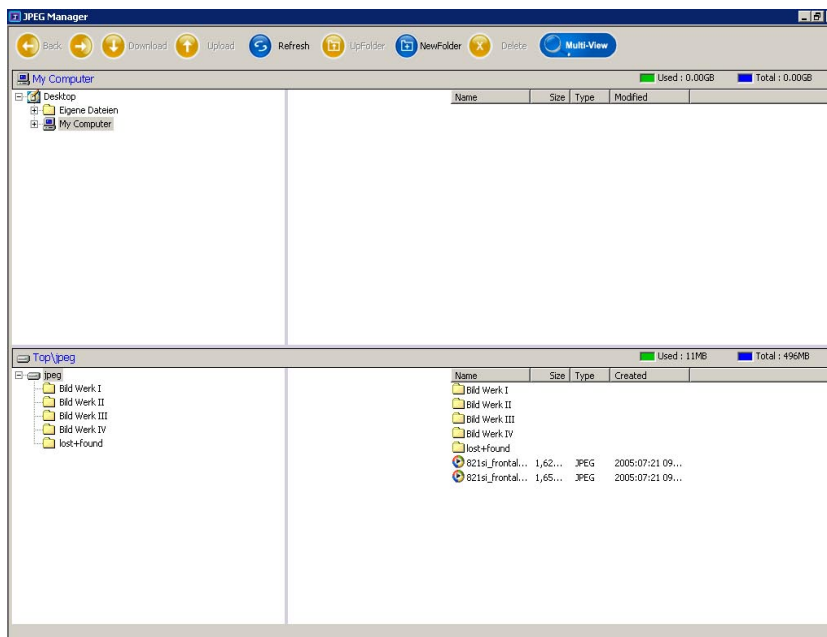 JPEG Manager
Back Download Upload Refresh UpFolder NewFolder Delete Multi-View
My Computer Used : 0.00GB Total : 0.00GB
Desktop
Eigene Dateien
My Computer
Name Size Type Modified
Top\jpeg Used : 11MB Total : 496MB
jpeg
Bild Werk I
Bild Werk II
Bild Werk III
Bild Werk IV
lost+found
Name Size Type Created
Bild Werk I
Bild Werk II
Bild Werk III
Bild Werk IV
lost+found
821si_frontal... 1,62... JPEG 2005:07:21 09...
821si_frontal... 1,65... JPEG 2005:07:21 09...